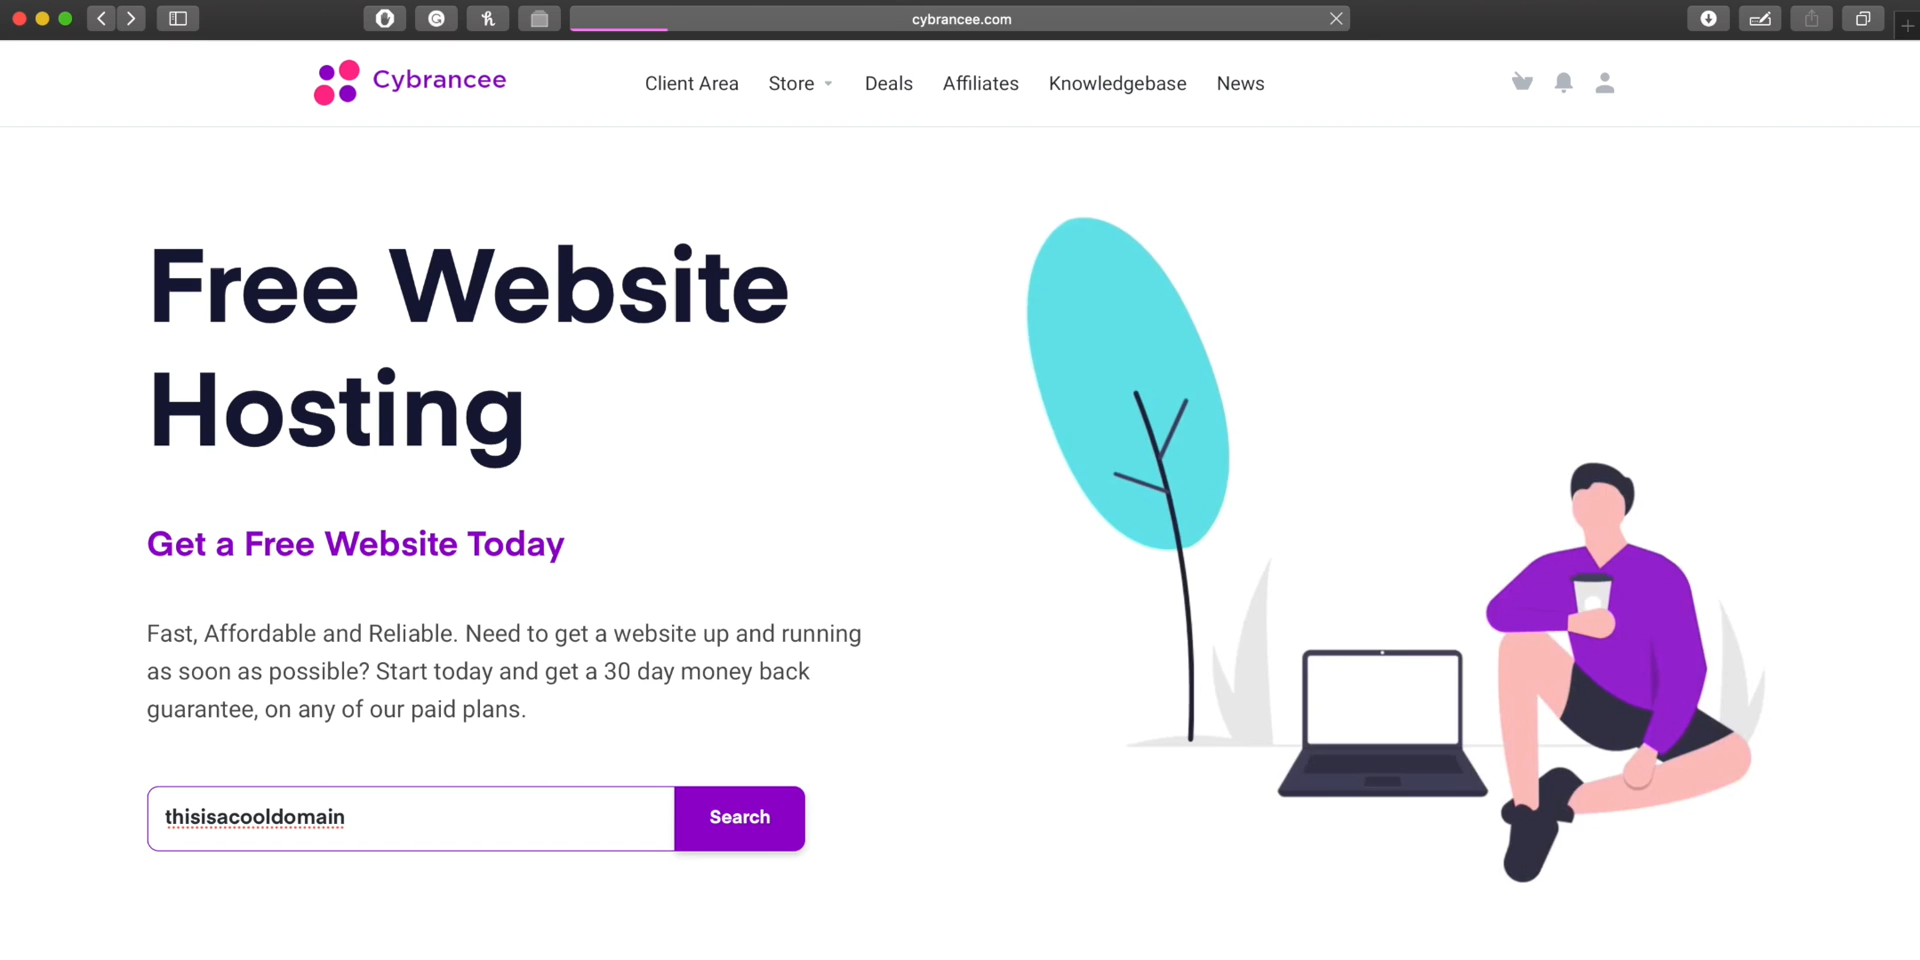 cybrancee.com
Cybrancee
Client Area Store Deals Affiliates Knowledgebase News
Free Website
Hosting
Get a Free Website Today
Fast, Affordable and Reliable. Need to get a website up and running
as soon as possible? Start today and get a 30 day money back
guarantee, on any of our paid plans.
thisisacooldomain Search